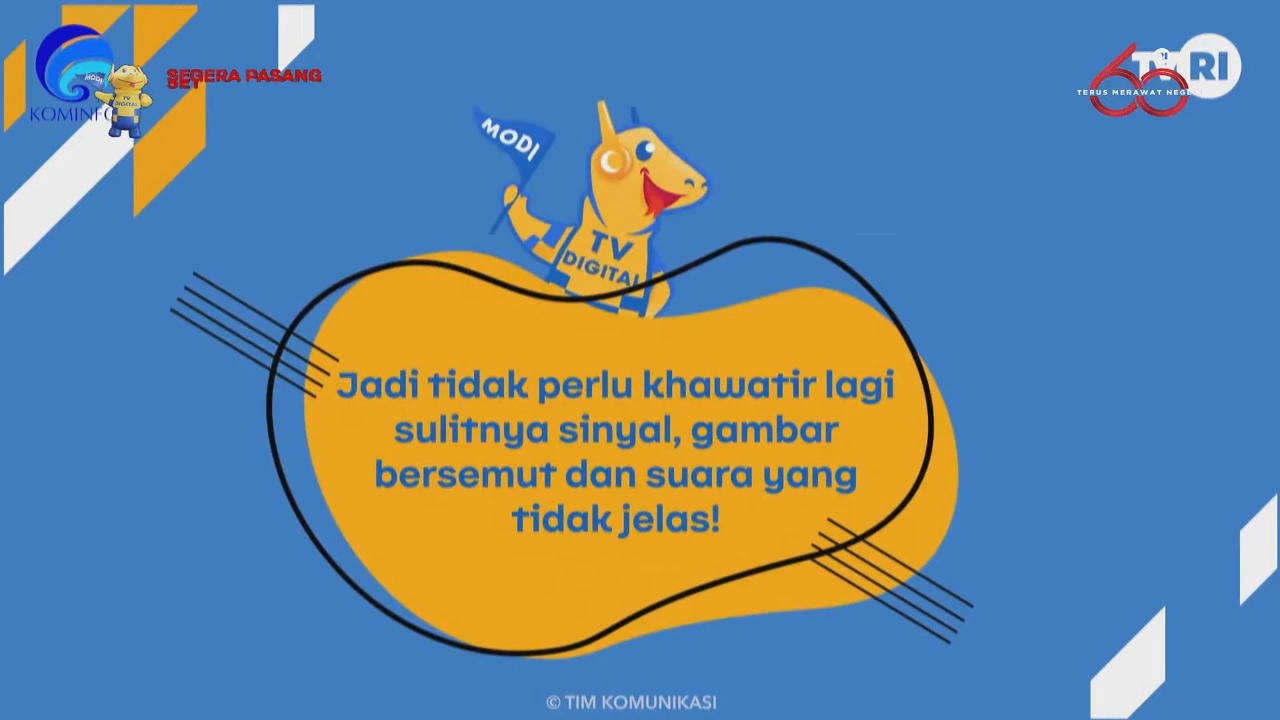 KOMINFO
MODI
TV
DIGITAL
SEGERA PASANG
SET
TVRI
60
TERUS MERAWAT NEGERI
MODI
TV
DIGITAL
Jadi tidak perlu khawatir lagi
sulitnya sinyal, gambar
bersemut dan suara yang
tidak jelas!
© TIM KOMUNIKASI